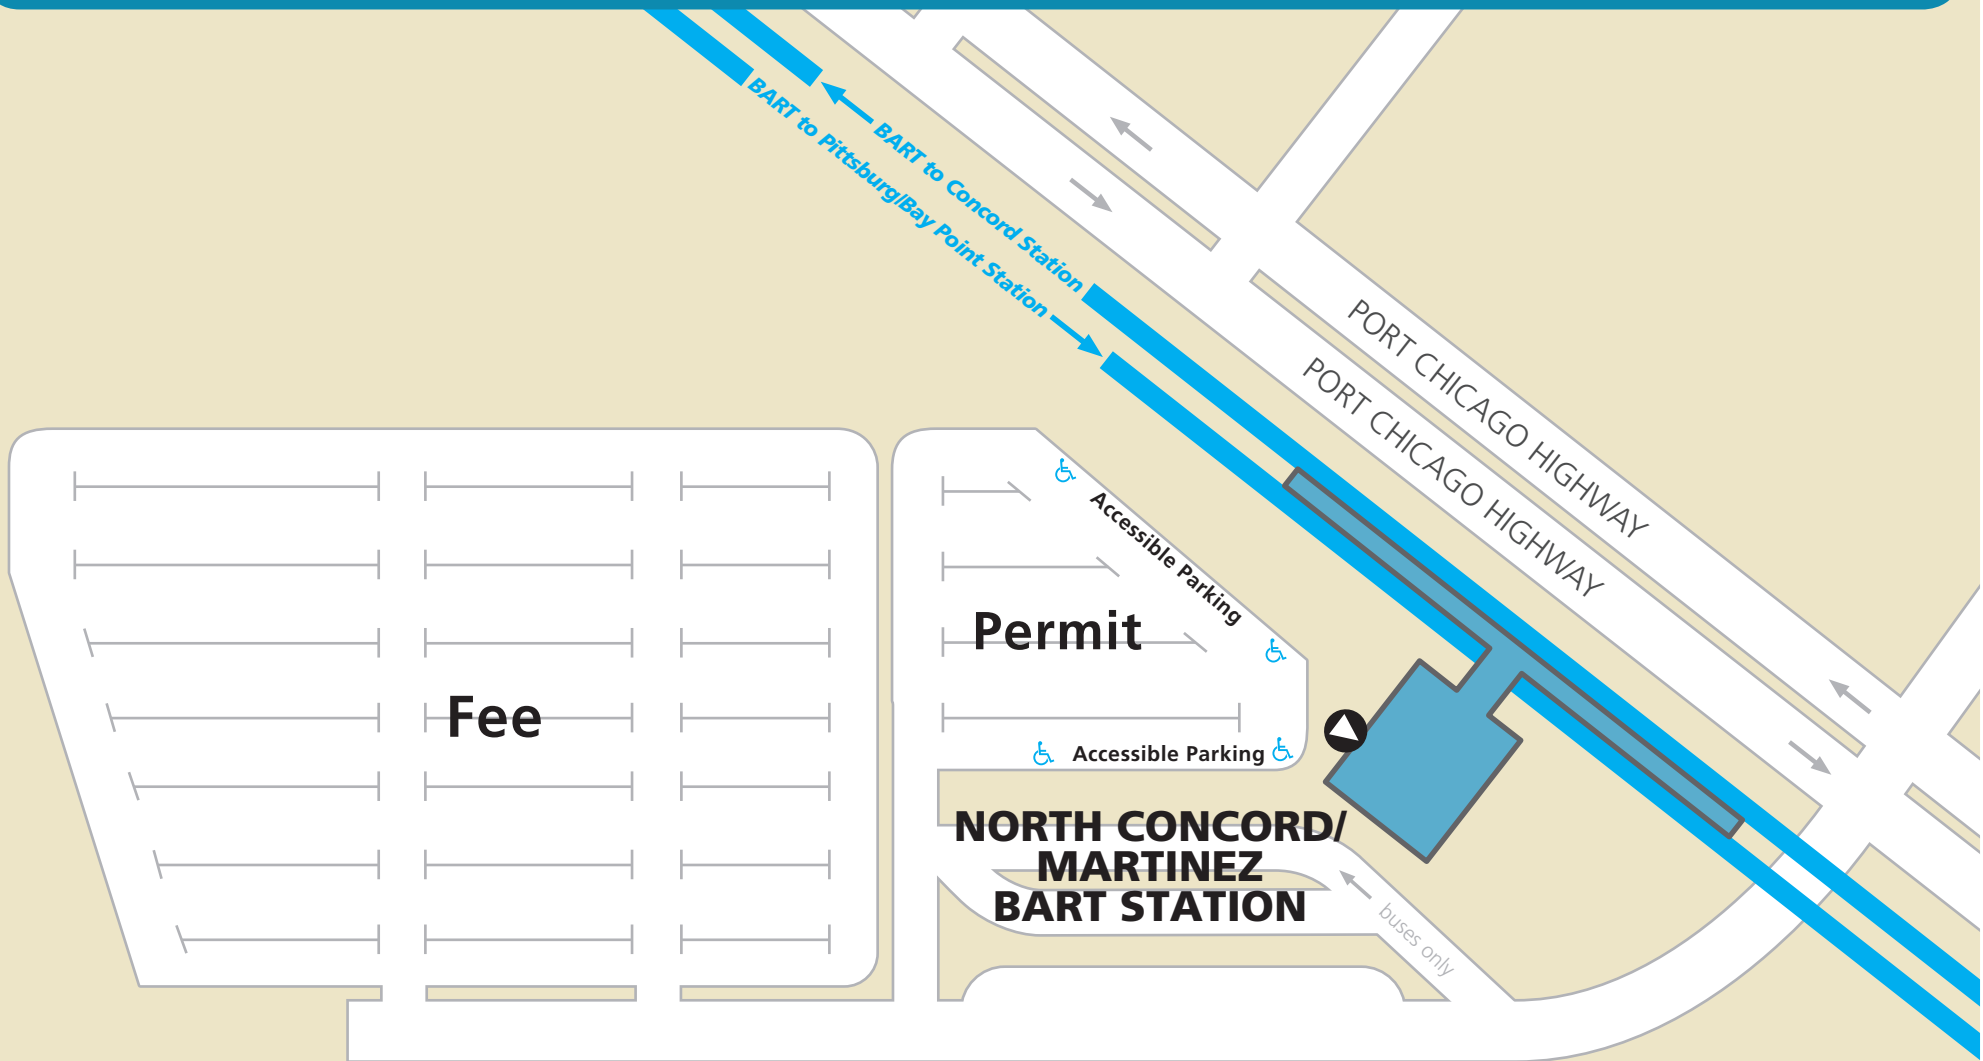 BART to Concord Station
BART to Pittsburg/Bay Point Station
PORT CHICAGO HIGHWAY
PORT CHICAGO HIGHWAY
Accessible Parking
Permit
Fee
Accessible Parking
NORTH CONCORD/
MARTINEZ
BART STATION
buses only